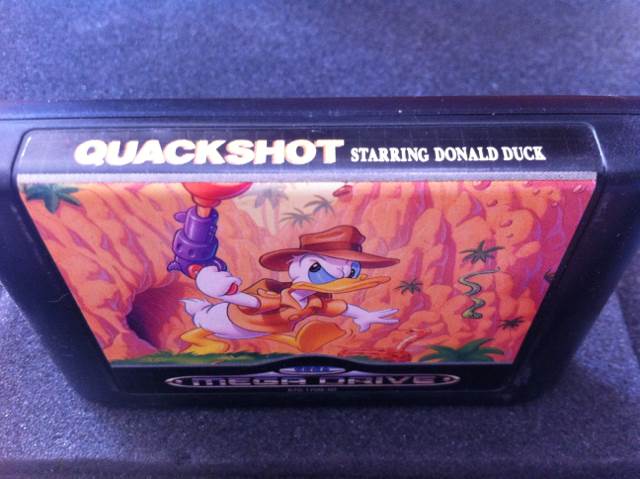 QUACKSHOT STARRING DONALD DUCK
SEGA
MEGA DRIVE